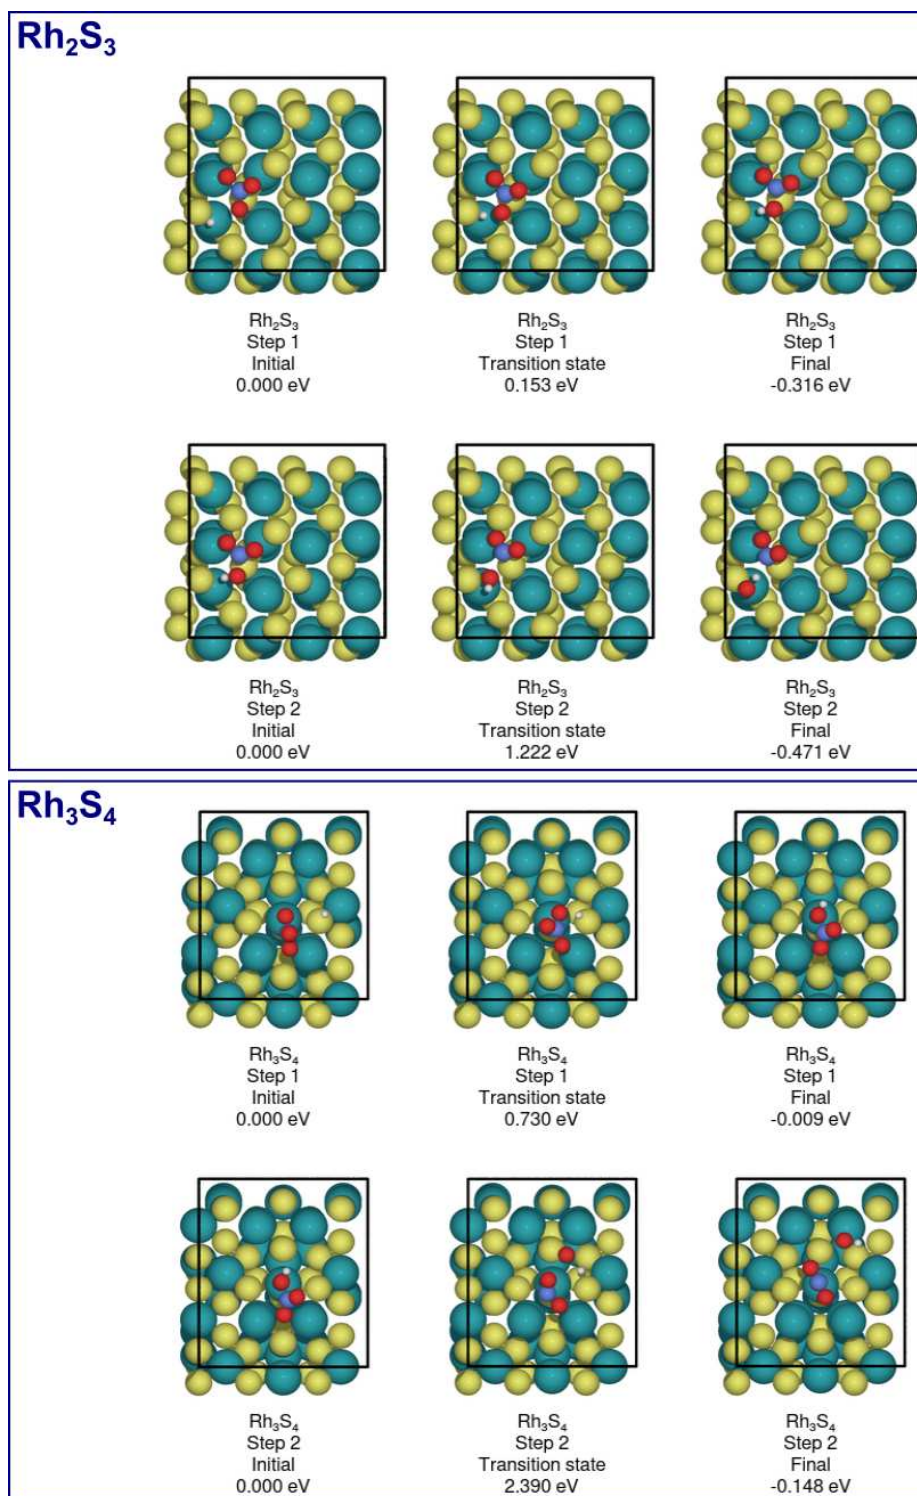 Rh₂S₃
Rh₂S₃ Rh₂S₃ Rh₂S₃
Step 1 Step 1 Step 1
Initial Transition state Final
0.000 eV 0.153 eV -0.316 eV
Rh₂S₃ Rh₂S₃ Rh₂S₃
Step 2 Step 2 Step 2
Initial Transition state Final
0.000 eV 1.222 eV -0.471 eV
Rh₃S₄
Rh₃S₄ Rh₃S₄ Rh₃S₄
Step 1 Step 1 Step 1
Initial Transition state Final
0.000 eV 0.730 eV -0.009 eV
Rh₃S₄ Rh₃S₄ Rh₃S₄
Step 2 Step 2 Step 2
Initial Transition state Final
0.000 eV 2.390 eV -0.148 eV